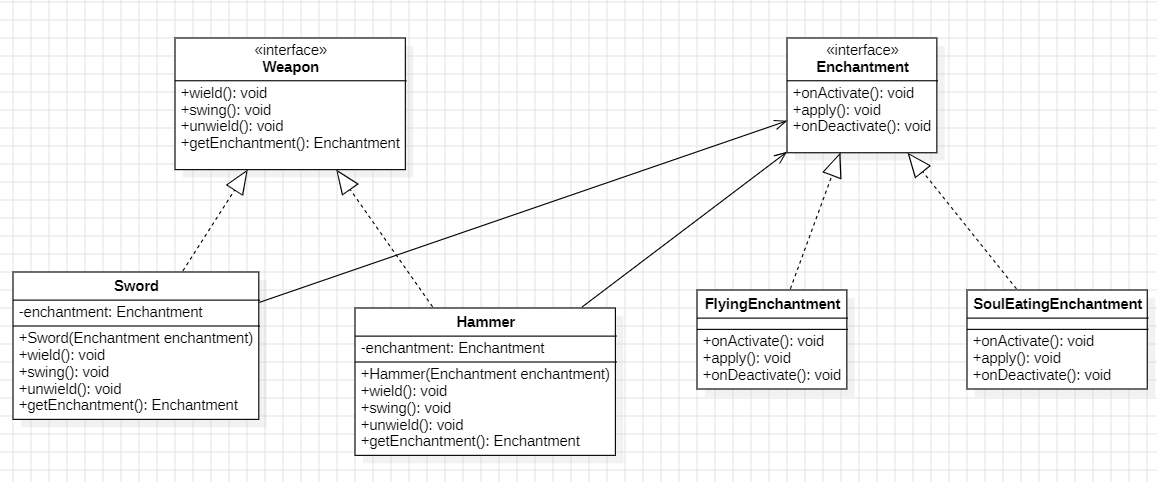 «interface»
Weapon
+wield(): void
+swing(): void
+unwield(): void
+getEnchantment(): Enchantment
«interface»
Enchantment
+onActivate(): void
+apply(): void
+onDeactivate(): void
Sword
-enchantment: Enchantment
+Sword(Enchantment enchantment)
+wield(): void
+swing(): void
+unwield(): void
+getEnchantment(): Enchantment
Hammer
-enchantment: Enchantment
+Hammer(Enchantment enchantment)
+wield(): void
+swing(): void
+unwield(): void
+getEnchantment(): Enchantment
FlyingEnchantment
+onActivate(): void
+apply(): void
+onDeactivate(): void
SoulEatingEnchantment
+onActivate(): void
+apply(): void
+onDeactivate(): void